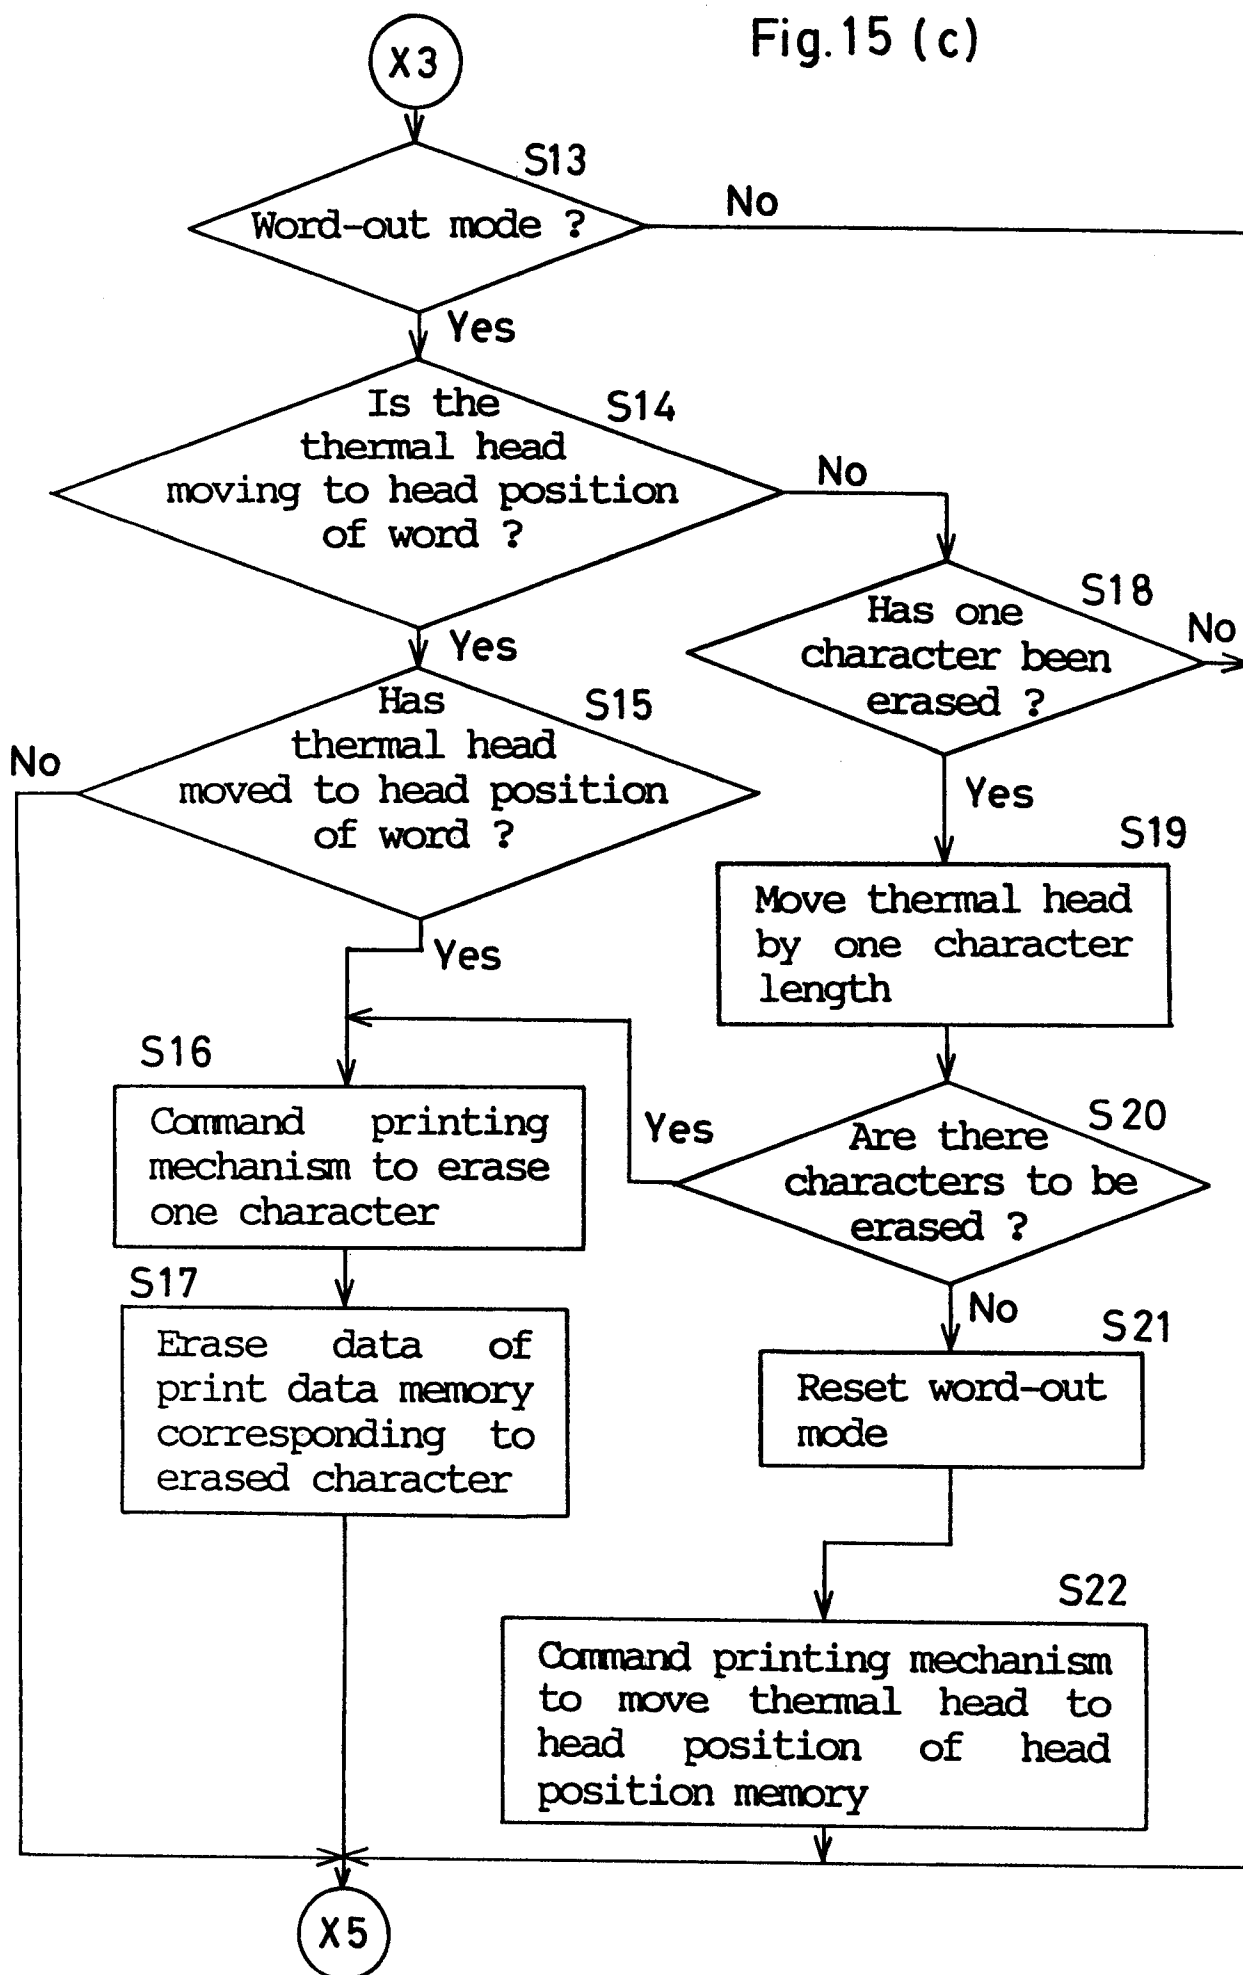 Fig.15 (c)
X3
S13
Word-out mode ?
No
Yes
Is the
thermal head
moving to head position
of word ?
S14
No
Yes
Has one
character been
erased ?
S18
No
Has
thermal head
moved to head position
of word ?
S15
No
Yes
Yes
S19
Move thermal head
by one character
length
S16
Command printing
mechanism to erase
one character
Yes
Are there
characters to be
erased ?
S20
S17
Erase data of
print data memory
corresponding to
erased character
No
S21
Reset word-out
mode
S22
Command printing mechanism
to move thermal head to
head position of head
position memory
X5